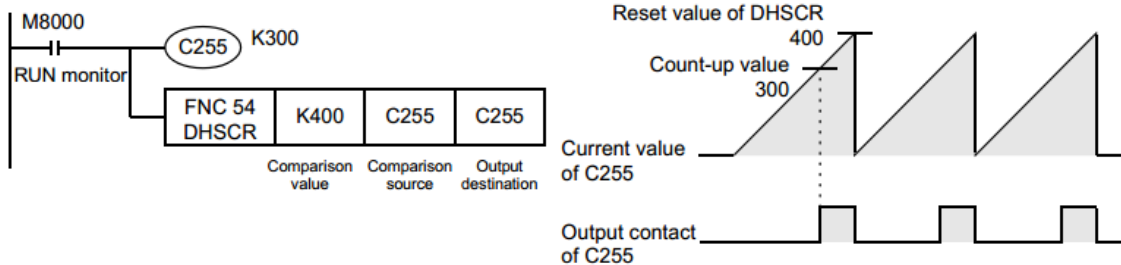 M8000
RUN monitor
C255
K300
FNC 54
DHSCR
K400
C255
C255
Comparison
value
Comparison
source
Output
destination
Reset value of DHSCR
400
Count-up value
300
Current value
of C255
Output contact
of C255